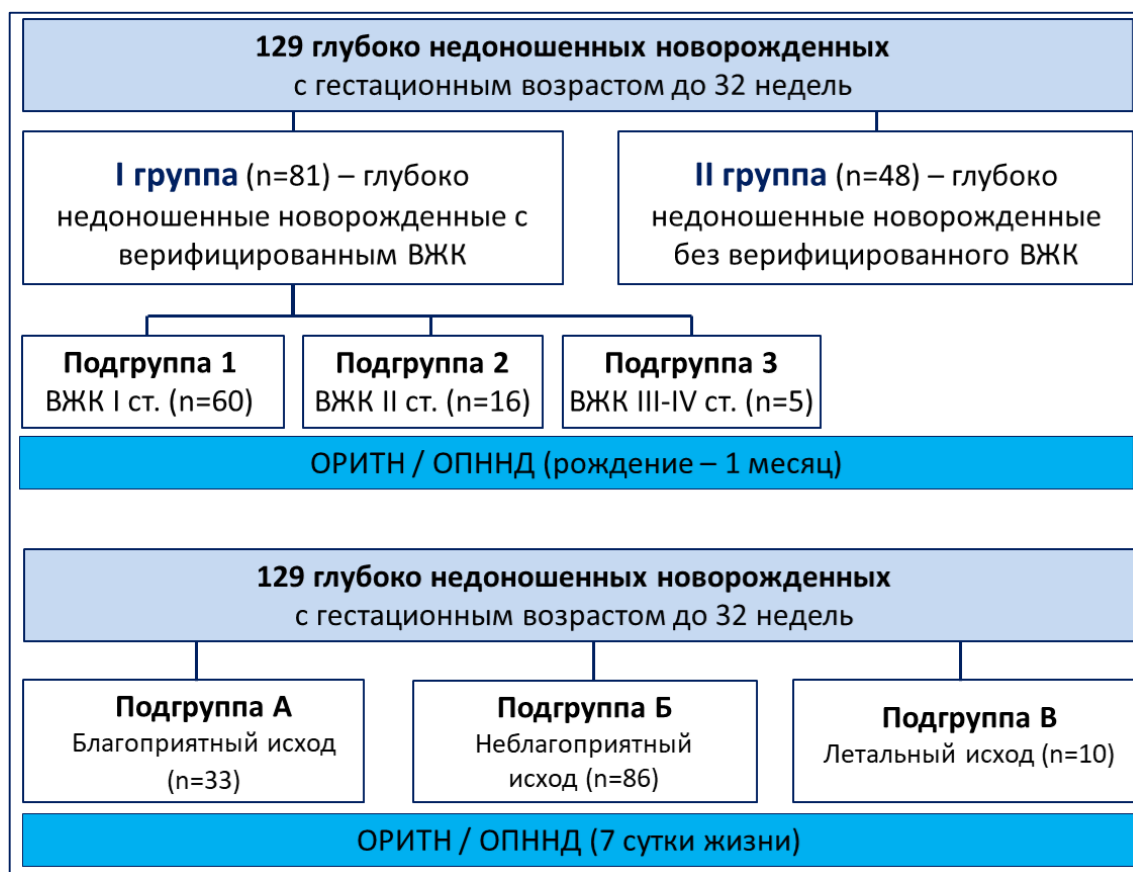 129 глубоко недоношенных новорожденных
с гестационным возрастом до 32 недель
I группа (n=81) – глубоко
недоношенные новорожденные с
верифицированным ВЖК
II группа (n=48) – глубоко
недоношенные новорожденные
без верифицированного ВЖК
Подгруппа 1
ВЖК I ст. (n=60)
Подгруппа 2
ВЖК II ст. (n=16)
Подгруппа 3
ВЖК III-IV ст. (n=5)
ОРИТН / ОПННД (рождение – 1 месяц)
129 глубоко недоношенных новорожденных
с гестационным возрастом до 32 недель
Подгруппа А
Благоприятный исход
(n=33)
Подгруппа Б
Неблагоприятный
исход (n=86)
Подгруппа В
Летальный исход (n=10)
ОРИТН / ОПННД (7 сутки жизни)